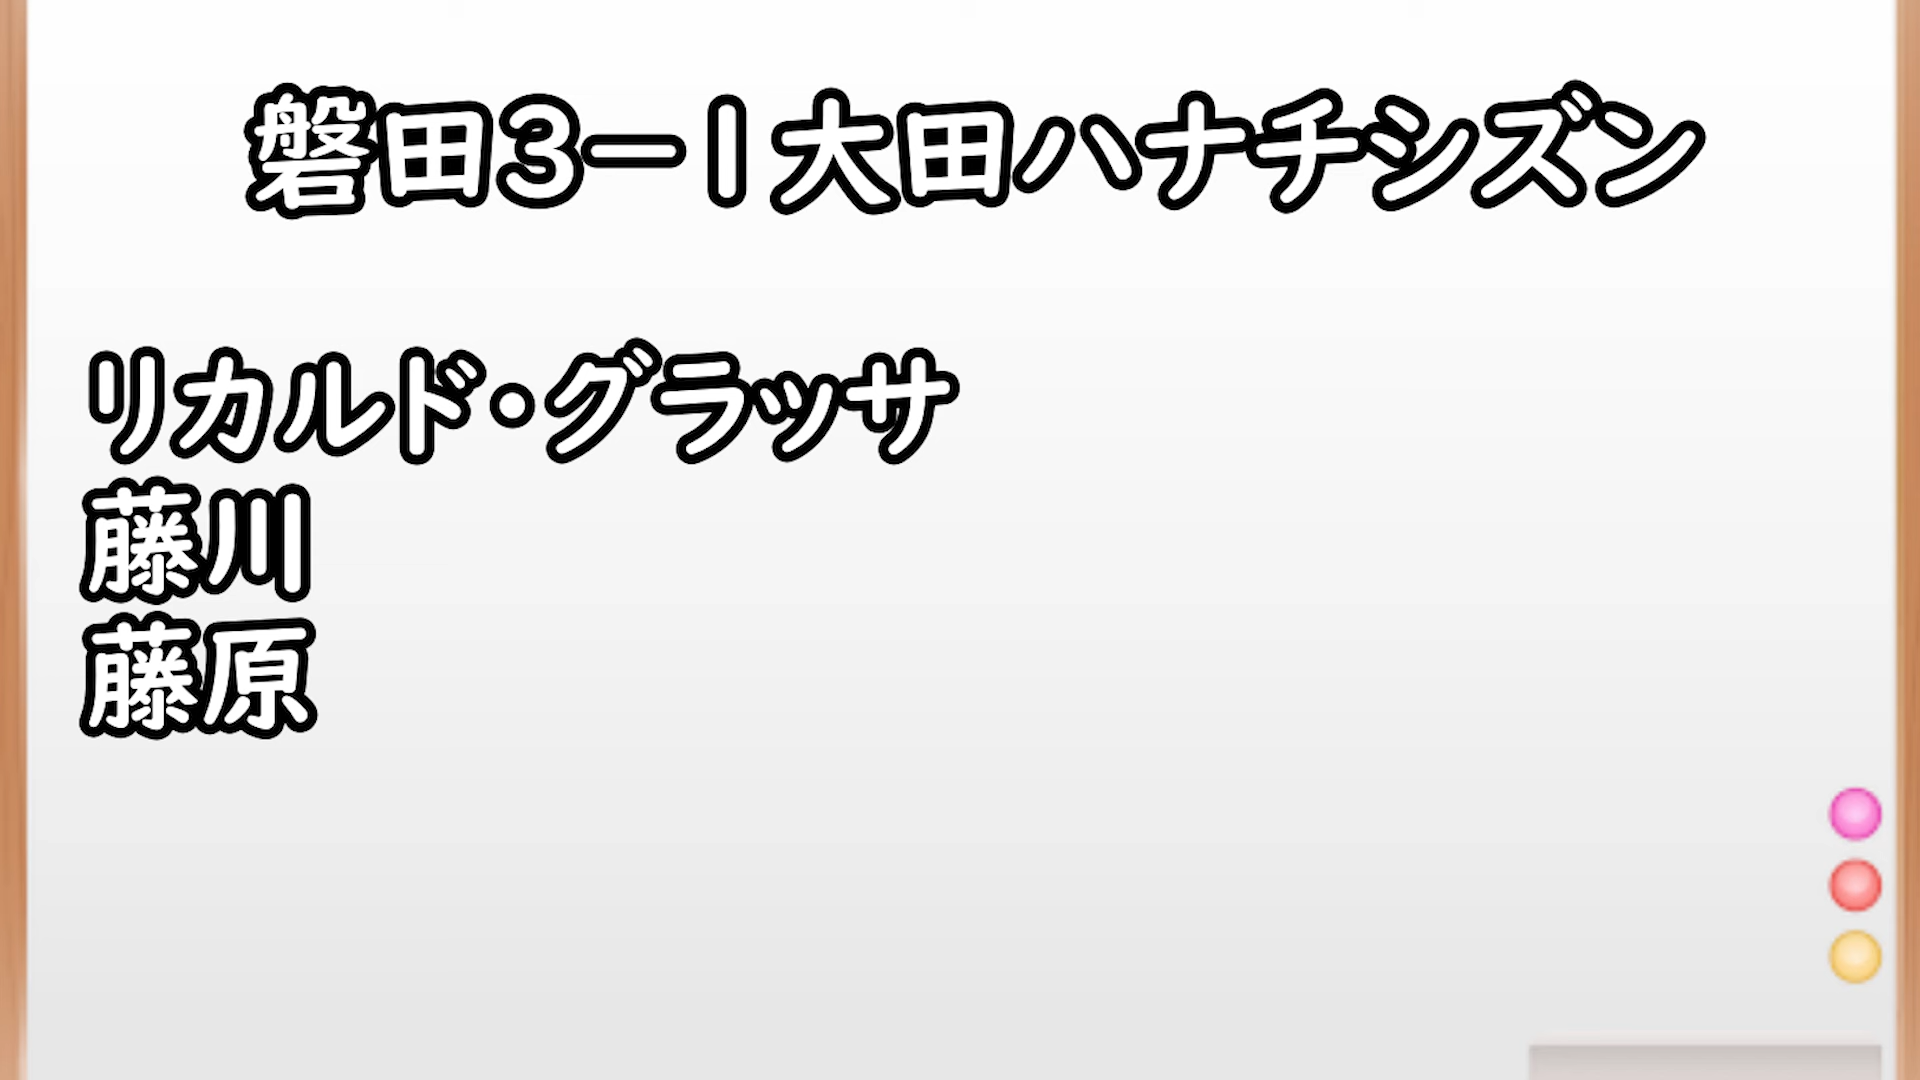 磐田3ー1大田ハナチシズン
リカルド・グラッサ
藤川
藤原